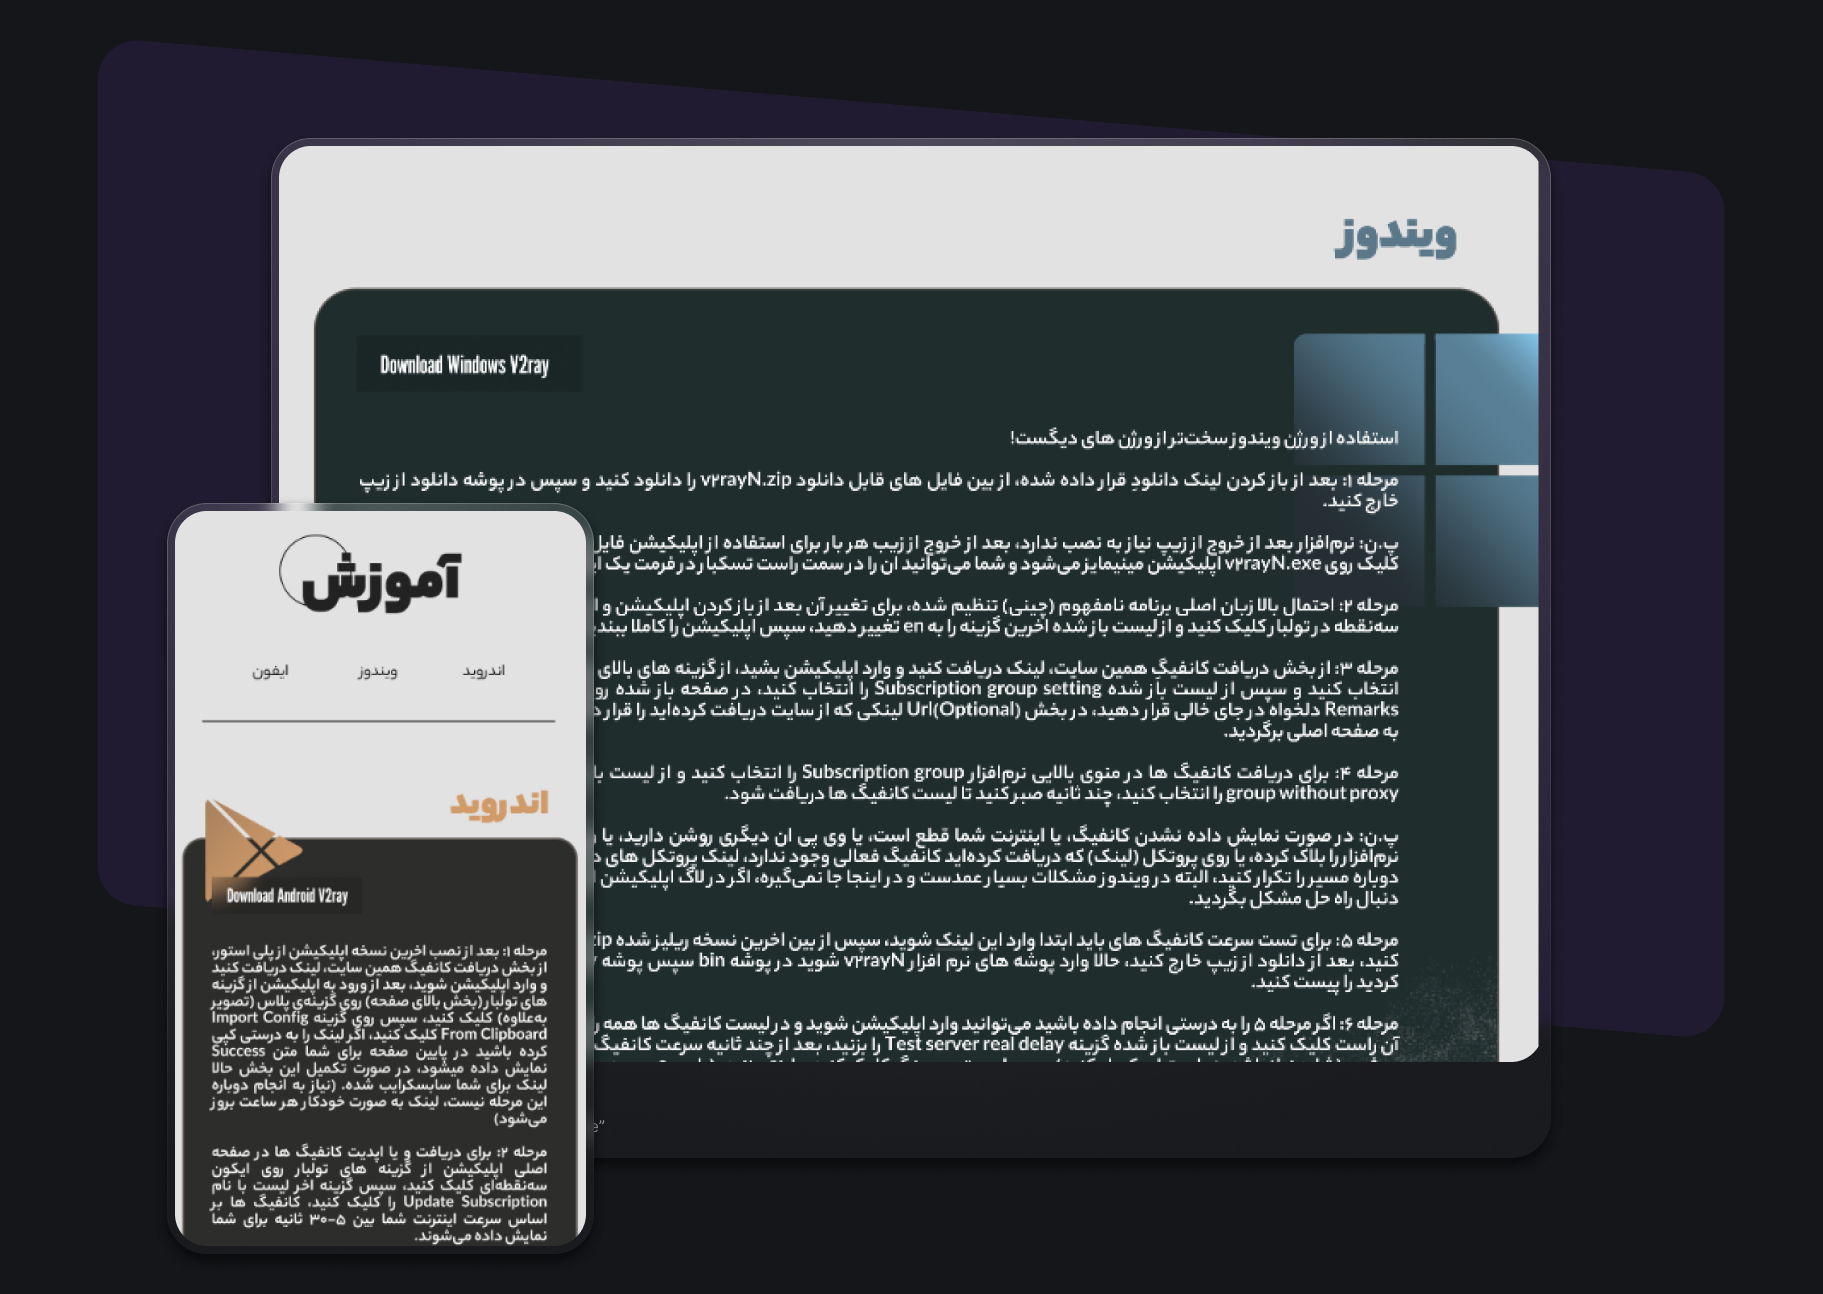 ویندوز
Download Windows V2ray
استفاده از ورژن ویندوز سخت‌تر از ورژن های دیگست!
مرحله ۱: بعد از باز کردن لینک دانلودِ قرار داده شده، از بین فایل های قابل دانلود v۲rayN.zip را دانلود کنید و سپس در پوشه دانلود از زیپ
خارج کنید.
پ.ن: نرم‌افزار بعد از خروج از زیپ نیاز به نصب ندارد، بعد از خروج از زیپ هر بار برای استفاده از اپلیکیشن فایل
کلیک روی v۲rayN.exe اپلیکیشن مینیمایز می‌شود و شما می‌توانید ان را در سمت راست تسکبار در فرمت یک
مرحله ۲: احتمال بالا زبان اصلی برنامه نامفهوم (چینی) تنظیم شده، برای تغییر آن بعد از باز کردن اپلیکیشن و
سه‌نقطه در تولبار کلیک کنید و از لیست باز شده اخرین گزینه را به en تغییر دهید، سپس اپلیکیشن را کاملا
مرحله ۳: از بخش دریافت کانفیگِ همین سایت، لینک دریافت کنید و وارد اپلیکیشن بشید، از گزینه های بالای
انتخاب کنید و سپس از لیست باز شده Subscription group setting را انتخاب کنید، در صفحه باز شده
Remarks دلخواه در جای خالی قرار دهید، در بخش Url(Optional) لینکی که از سایت دریافت کرده‌اید را قرار
به صفحه اصلی برگردید.
مرحله ۴: برای دریافت کانفیگ ها در منوی بالایی نرم‌افزار Subscription group را انتخاب کنید و از لیست
group without proxy را انتخاب کنید، چند ثانیه صبر کنید تا لیست کانفیگ ها دریافت شود.
پ.ن: در صورت نمایش داده نشدن کانفیگ، یا اینترنت شما قطع است، یا وی پی ان دیگری روشن دارید، یا
نرم‌افزار را بلاک کرده، یا روی پروتکل (لینک) که دریافت کرده‌اید کانفیگ فعالی وجود ندارد، لینک پروتکل های
دوباره مسیر را تکرار کنید، البته در ویندوز مشکلات بسیار عمدست و در اینجا جا نمی‌گیره، اگر در لاگ اپلیکیشن
دنبال راه حل مشکل بگردید.
مرحله ۵: برای تست سرعت کانفیگ های باید ابتدا وارد این لینک شوید، سپس از بین اخرین نسخه ریلیز شده
کنید، بعد از دانلود از زیپ خارج کنید، حالا وارد پوشه های نرم افزار v۲rayN شوید در پوشه bin سپس پوشه
کردید را پیست کنید.
مرحله ۶: اگر مرحله ۵ را به درستی انجام داده باشید می‌توانید وارد اپلیکیشن شوید و در لیست کانفیگ ها همه
آن راست کلیک کنید و از لیست باز شده گزینه Test server real delay را بزنید، بعد از چند ثانیه سرعت کانفیگ
آموزش
اندروید ویندوز ایفون
اندروید
Download Android V2ray
مرحله ۱: بعد از نصب اخرین نسخه اپلیکیشن از پلی استور،
از بخش دریافت کانفیگ همین سایت، لینک دریافت کنید
و وارد اپلیکیشن شوید، بعد از ورود به اپلیکیشن از گزینه
های تولبار (بخش بالای صفحه) روی گزینه‌ی پلاس (تصویر
به‌علاوه) کلیک کنید، سپس روی گزینه Import Config
From Clipboard کلیک کنید، اگر لینک را به درستی کپی
کرده باشید در پایین صفحه برای شما متن Success
نمایش داده میشود، در صورت تکمیل این بخش حالا
لینک برای شما سابسکرایب شده. (نیاز به انجام دوباره
این مرحله نیست، لینک به صورت خودکار هر ساعت بروز
می‌شود)
مرحله ۲: برای دریافت و یا اپدیت کانفیگ ها در صفحه
اصلی اپلیکیشن از گزینه های تولبار روی ایکون
سه‌نقطه‌ای کلیک کنید، سپس گزینه اخر لیست با نام
Update Subscription را کلیک کنید، کانفیگ ها بر
اساس سرعت اینترنت شما بین ۵-۳۰ ثانیه برای شما
نمایش داده می‌شوند.